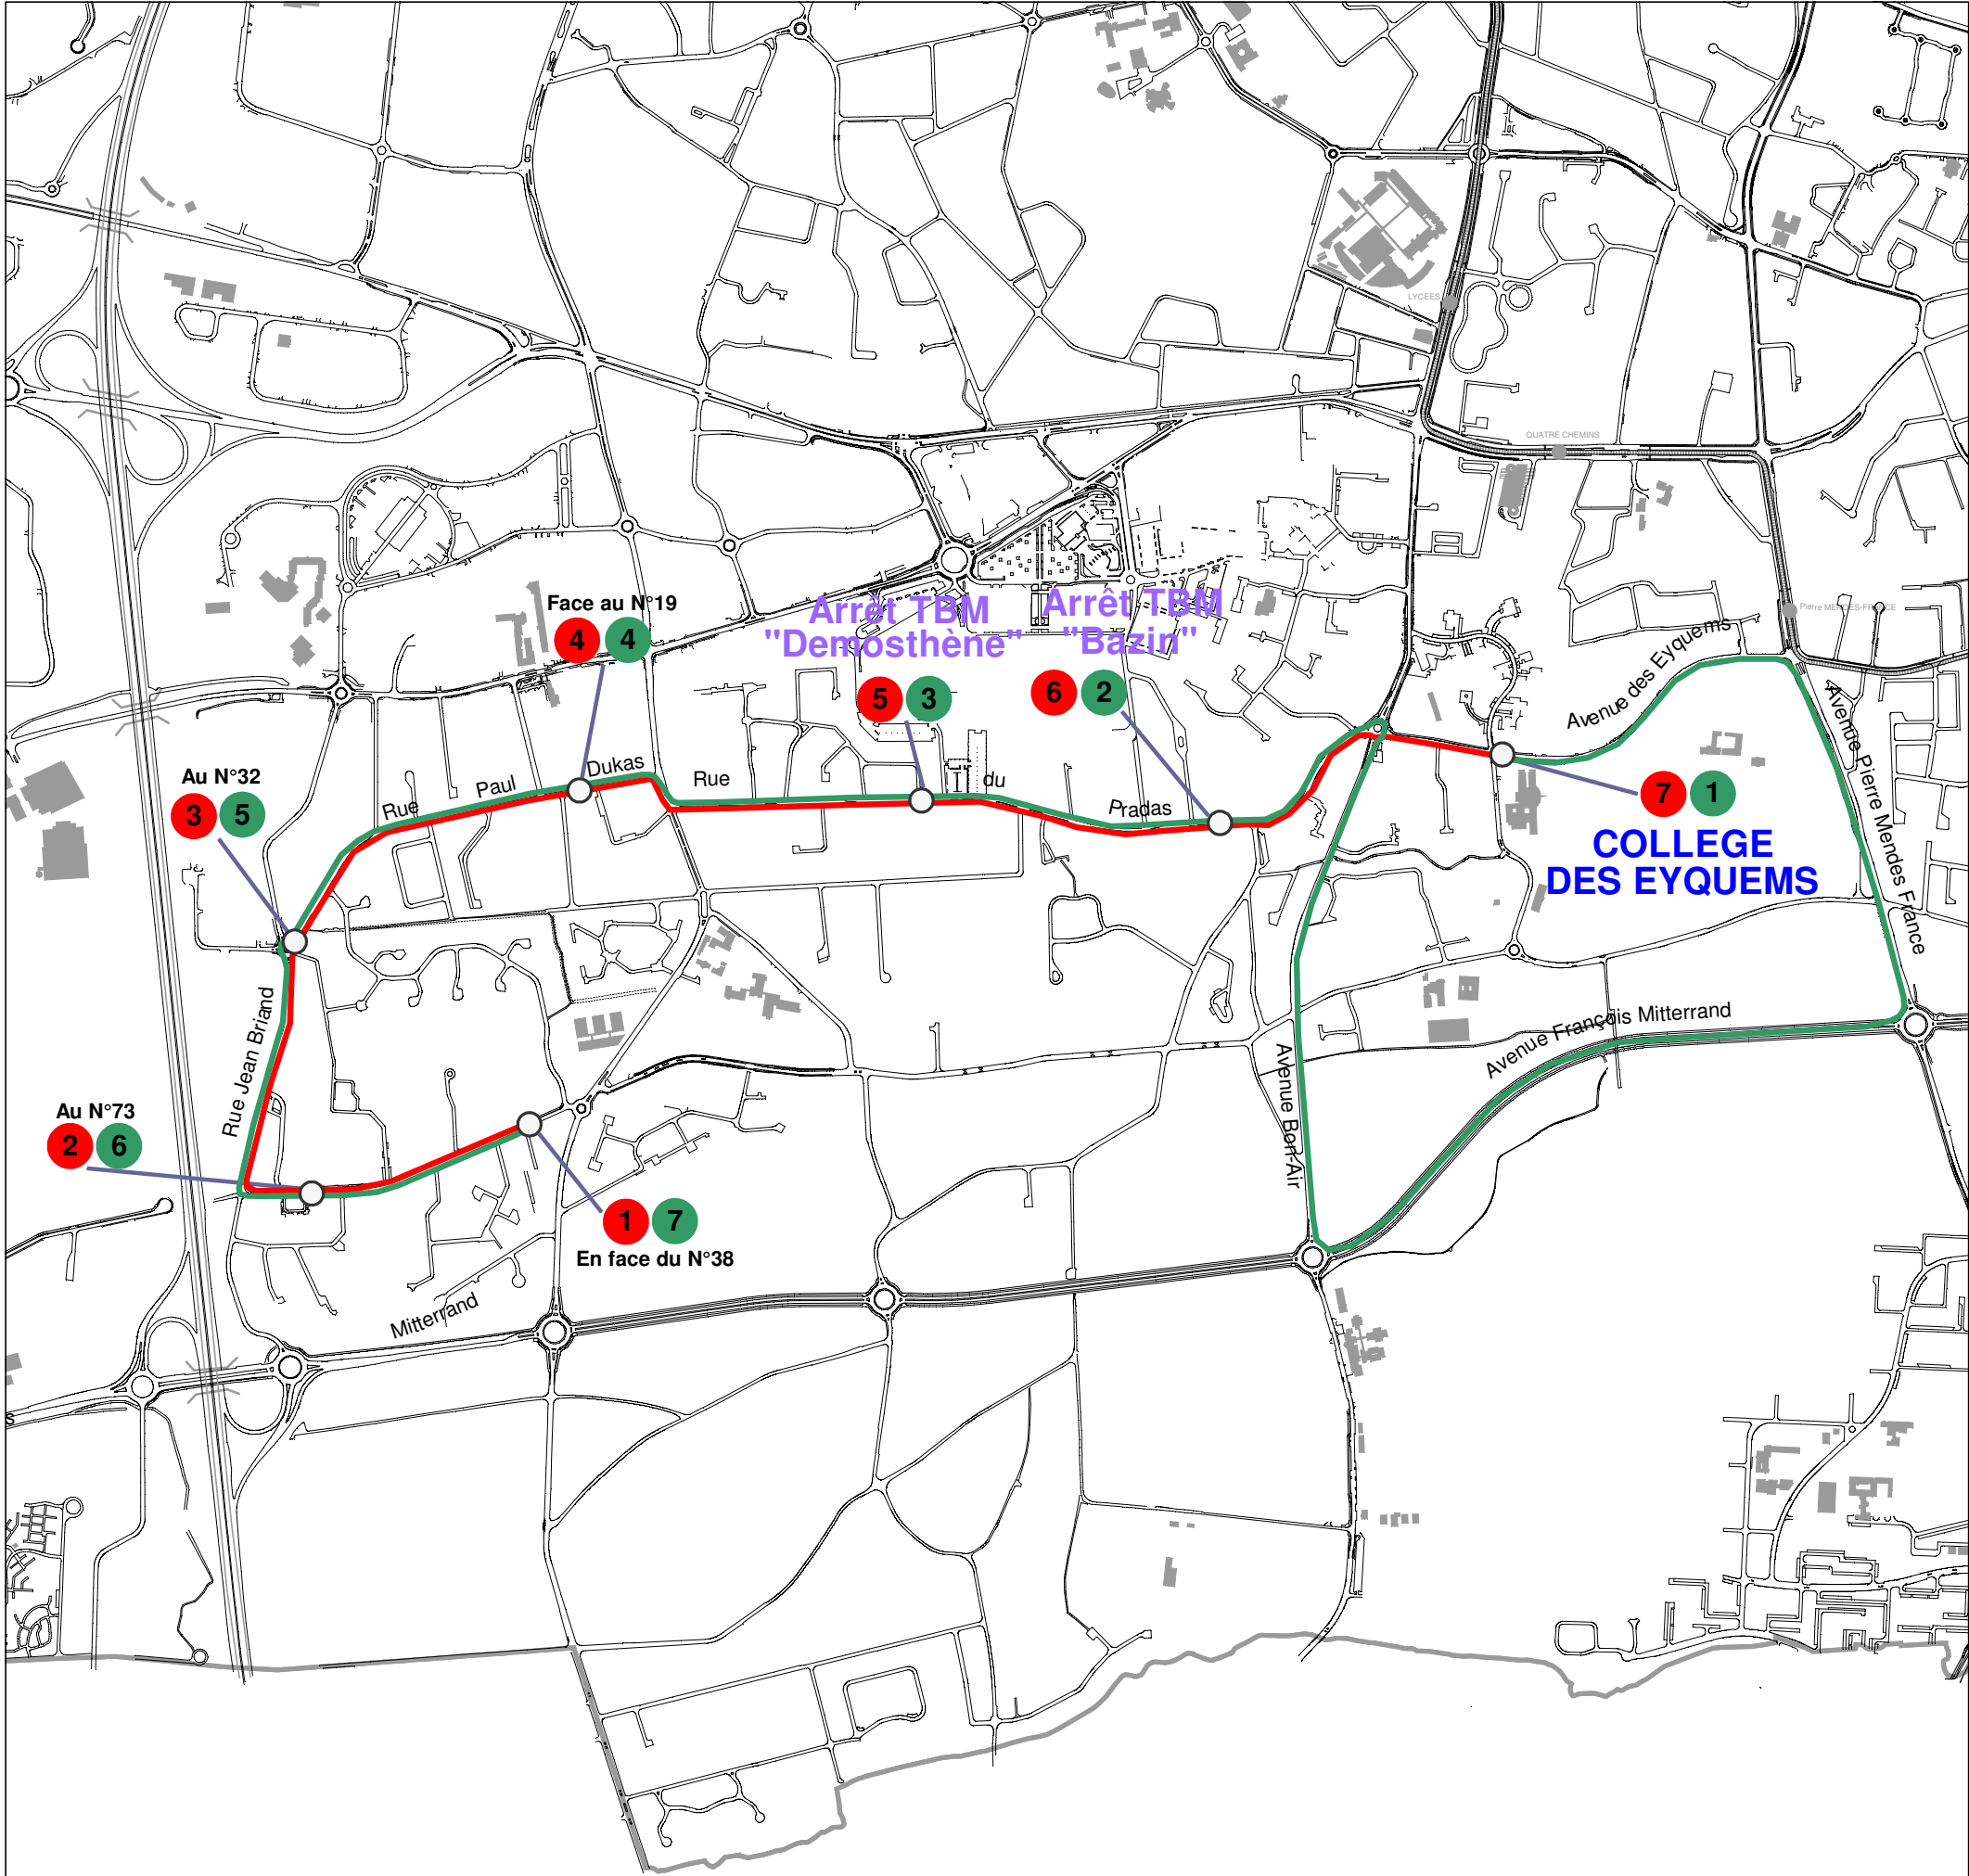 LYCEES
QUATRE CHEMINS
Pierre MENDES-FRANCE
Face au N°19
4 4
Arrêt TBM
"Demosthène"
5 3
Arrêt TBM
"Bazin"
6 2
Avenue des Eyquems
Avenue Pierre Mendes France
Au N°32
3 5
Rue Paul Dukas
Rue du Pradas
7 1
COLLEGE
DES EYQUEMS
Rue Jean Briand
Avenue François Mitterrand
Avenue Bon-Air
Au N°73
2 6
1 7
En face du N°38
Mitterrand
s